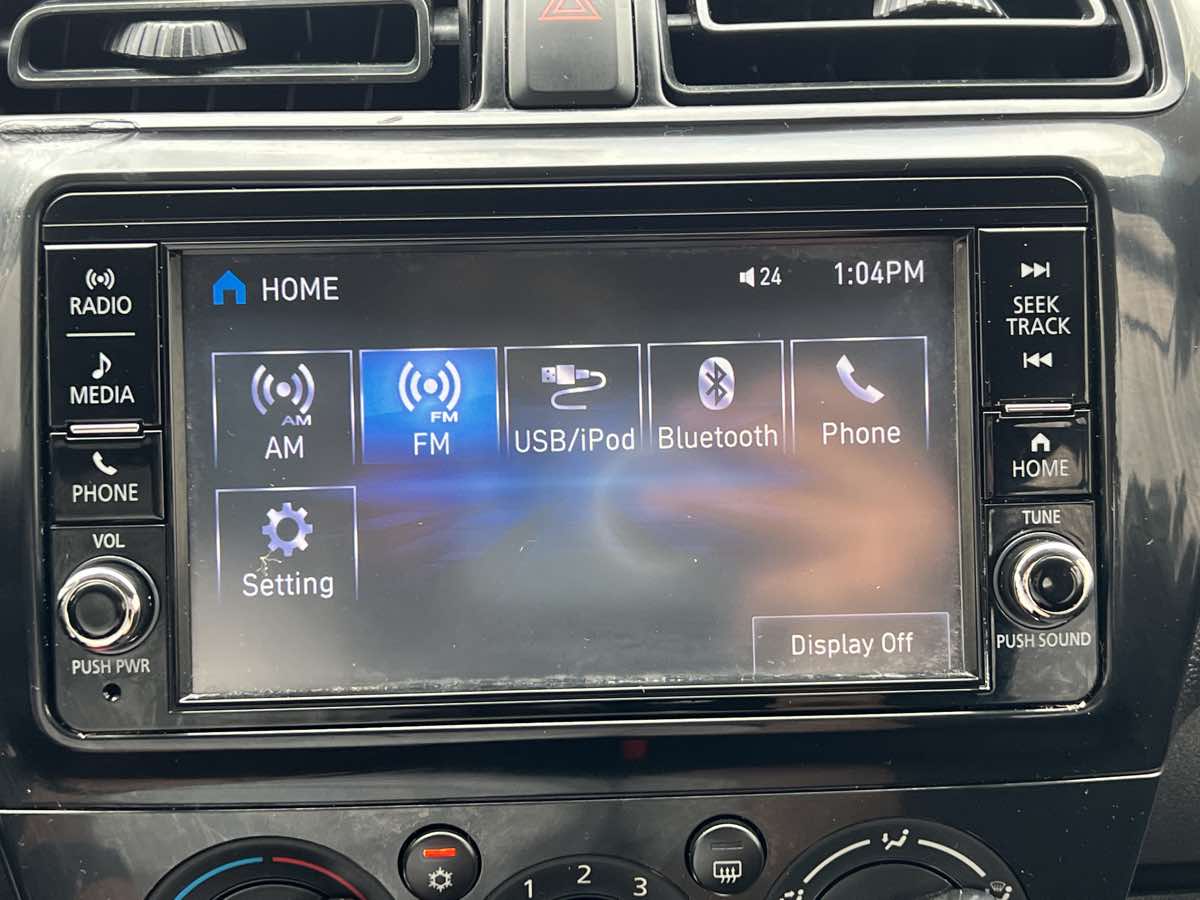 RADIO
MEDIA
PHONE
VOL
PUSH PWR
HOME
24
1:04PM
AM
AM
FM
FM
USB/iPod
Bluetooth
Phone
Setting
Display Off
SEEK
TRACK
HOME
TUNE
PUSH SOUND
1
2
3